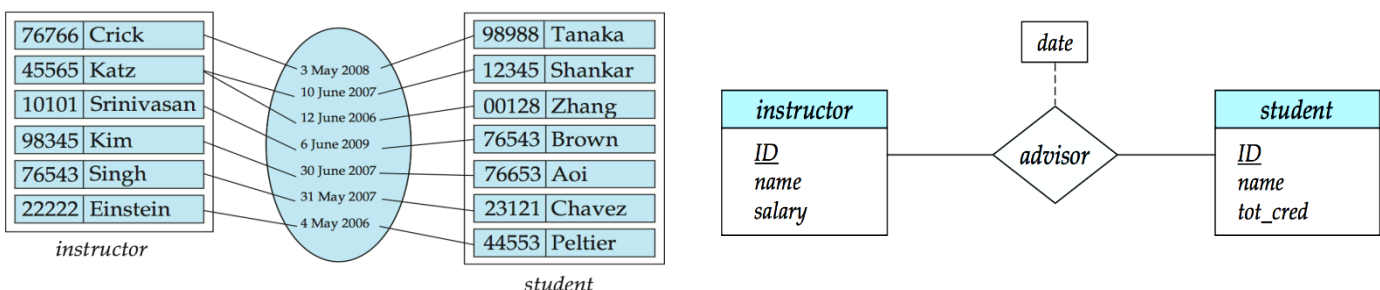 76766 Crick
45565 Katz
10101 Srinivasan
98345 Kim
76543 Singh
22222 Einstein
instructor
3 May 2008
10 June 2007
12 June 2006
6 June 2009
30 June 2007
31 May 2007
4 May 2006
98988 Tanaka
12345 Shankar
00128 Zhang
76543 Brown
76653 Aoi
23121 Chavez
44553 Peltier
student
date
instructor
ID
name
salary
advisor
student
ID
name
tot_cred